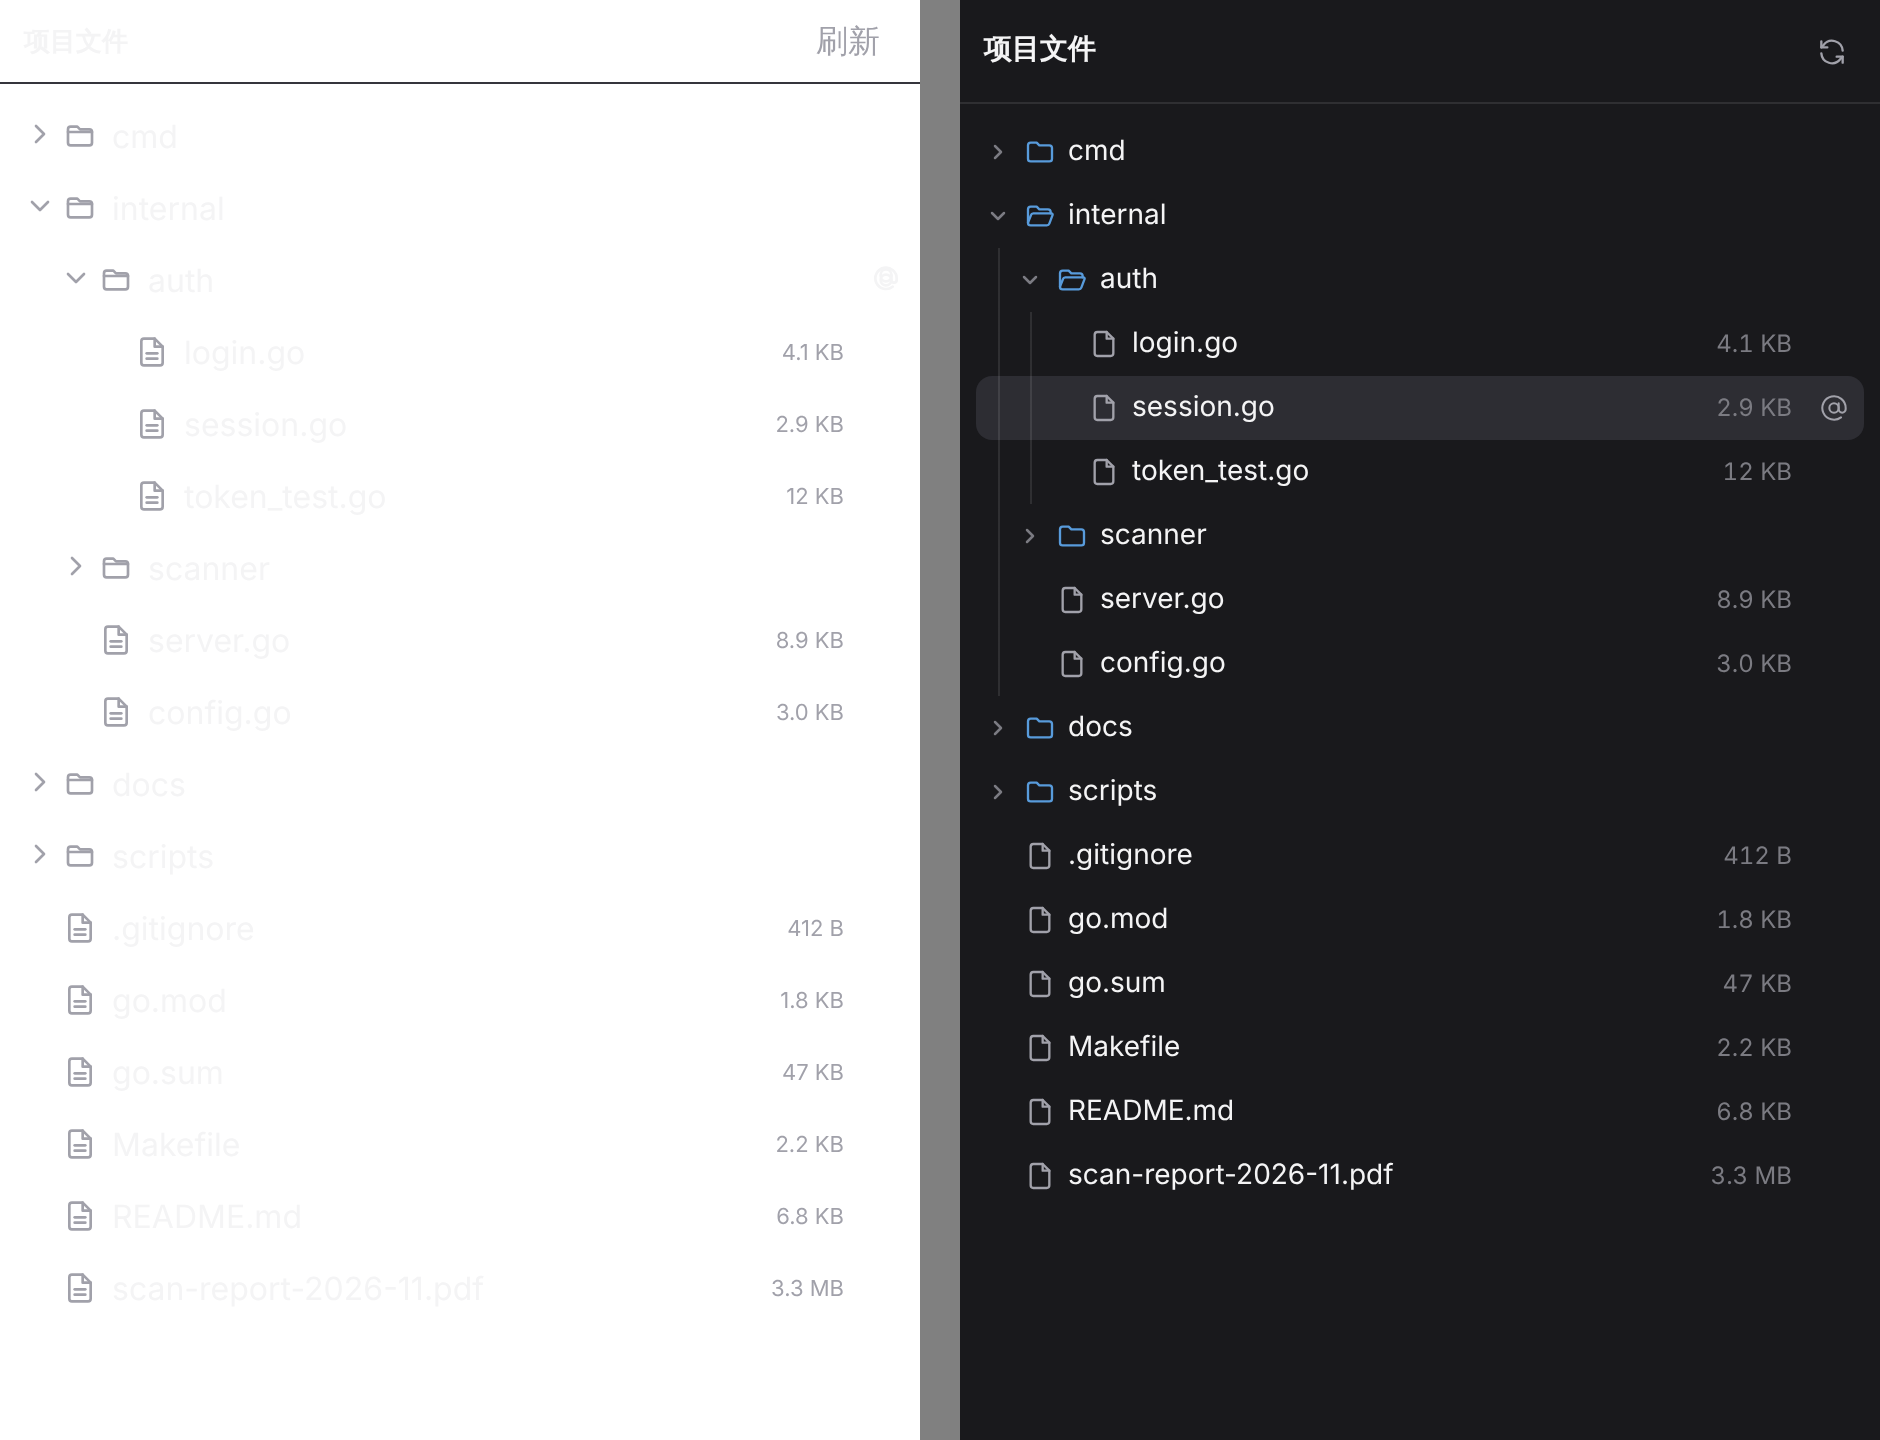 项目文件 刷新
cmd
internal
auth
login.go 4.1 KB
session.go 2.9 KB
token_test.go 12 KB
scanner
server.go 8.9 KB
config.go 3.0 KB
docs
scripts
.gitignore 412 B
go.mod 1.8 KB
go.sum 47 KB
Makefile 2.2 KB
README.md 6.8 KB
scan-report-2026-11.pdf 3.3 MB
项目文件
cmd
internal
auth
login.go 4.1 KB
session.go 2.9 KB @
token_test.go 12 KB
scanner
server.go 8.9 KB
config.go 3.0 KB
docs
scripts
.gitignore 412 B
go.mod 1.8 KB
go.sum 47 KB
Makefile 2.2 KB
README.md 6.8 KB
scan-report-2026-11.pdf 3.3 MB